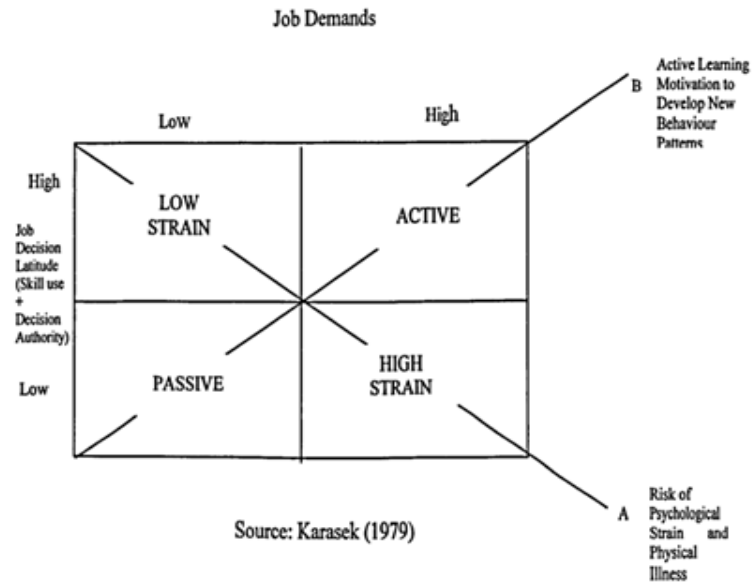 Job Demands
Low
High
B
Active Learning
Motivation to
Develop New
Behaviour
Patterns
High
Job
Decision
Latitude
(Skill use
+
Decision
Authority)
Low
LOW
STRAIN
ACTIVE
PASSIVE
HIGH
STRAIN
A
Risk of
Psychological
Strain and
Physical
Illness
Source: Karasek (1979)